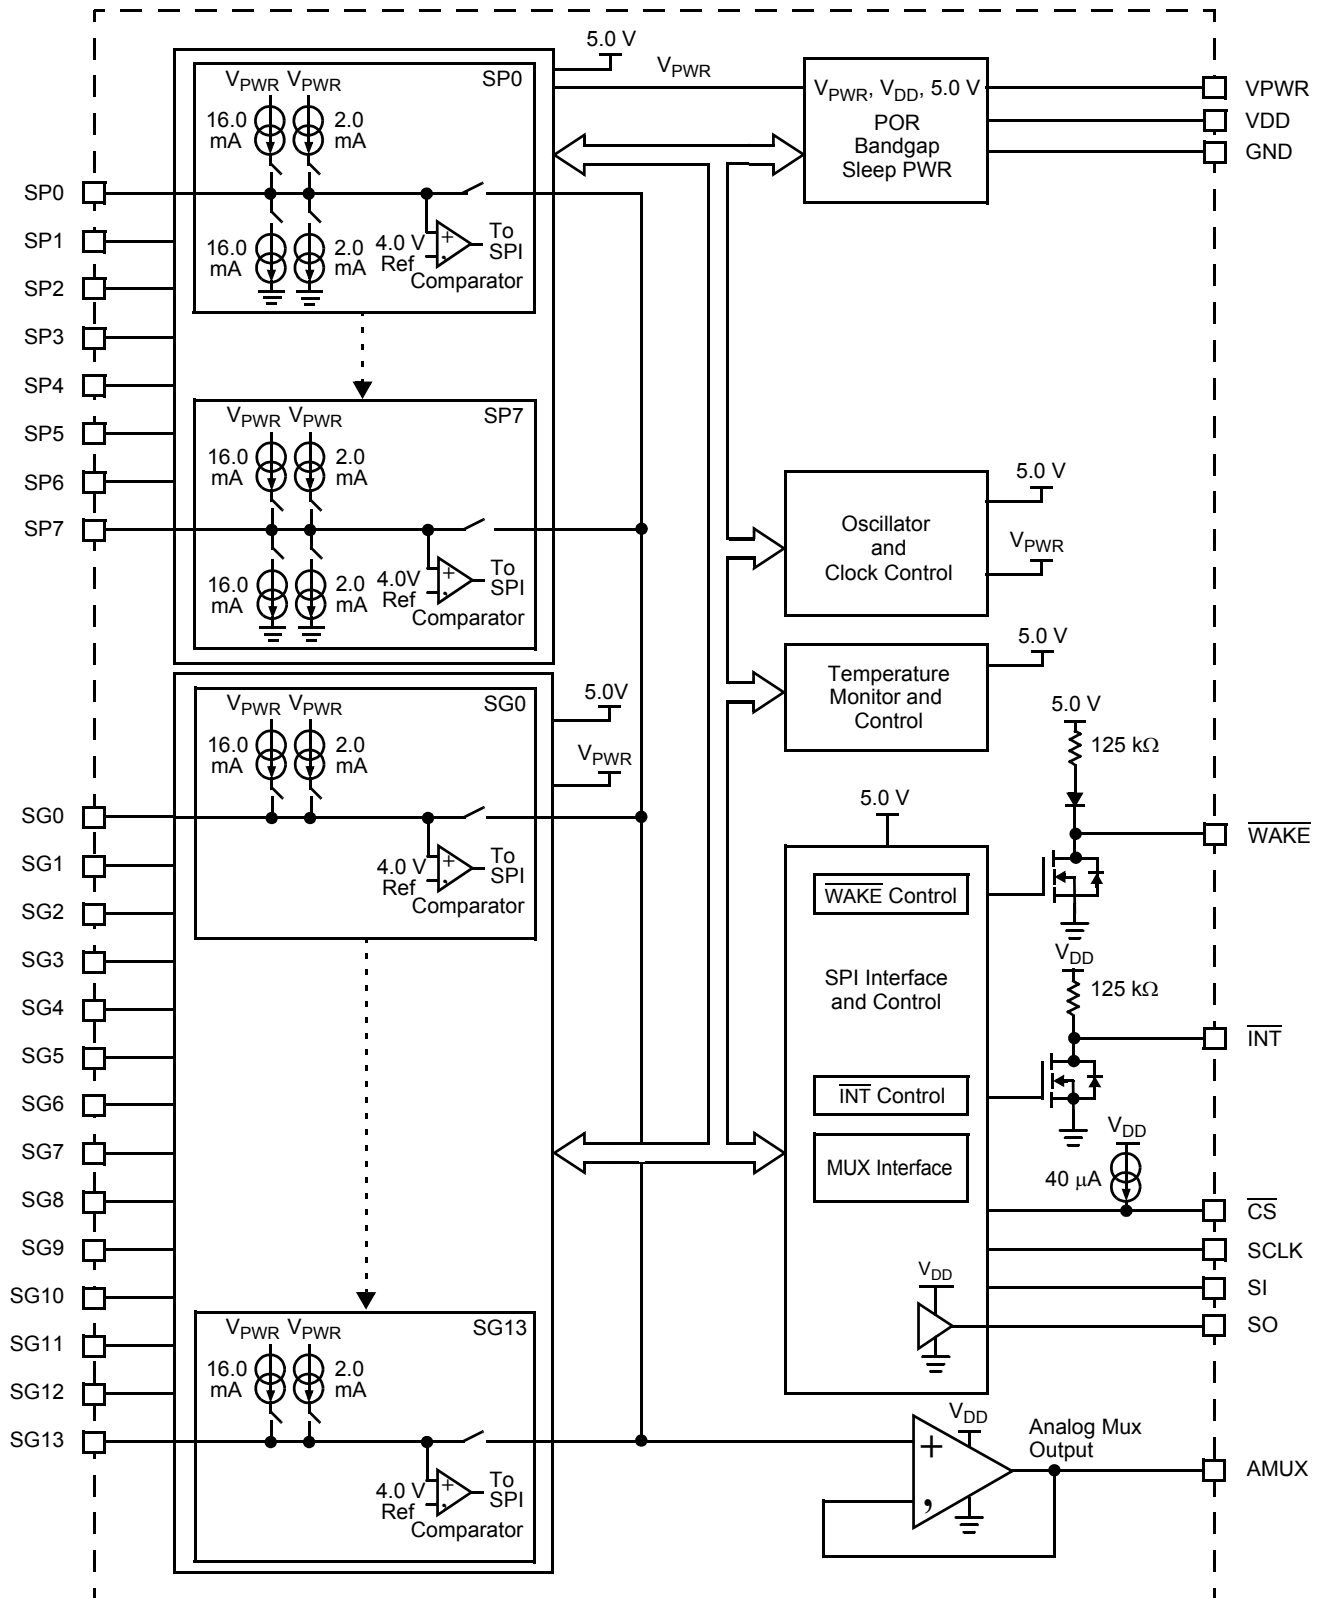 5.0 V
VPWR
VPWR VPWR SP0
16.0 mA
2.0 mA
16.0 mA
2.0 mA
4.0 V Ref
+
To SPI
Comparator
VPWR, VDD, 5.0 V
POR
Bandgap
Sleep PWR
VPWR
VDD
GND
SP0
SP1
SP2
SP3
SP4
SP5
SP6
SP7
VPWR VPWR SP7
16.0 mA
2.0 mA
16.0 mA
2.0 mA
4.0V Ref
+
To SPI
Comparator
5.0 V
VPWR
Oscillator
and
Clock Control
5.0 V
Temperature
Monitor and
Control
VPWR VPWR SG0
16.0 mA
2.0 mA
4.0 V Ref
+
To SPI
Comparator
5.0V
VPWR
5.0 V
125 kΩ
WAKE
5.0 V
WAKE Control
SPI Interface
and Control
INT Control
MUX Interface
VDD
125 kΩ
INT
VDD
40 μA
CS
SCLK
SI
SO
VDD
SG0
SG1
SG2
SG3
SG4
SG5
SG6
SG7
SG8
SG9
SG10
SG11
SG12
SG13
VPWR VPWR SG13
16.0 mA
2.0 mA
4.0 V Ref
+
To SPI
Comparator
VDD
+
,
Analog Mux
Output
AMUX